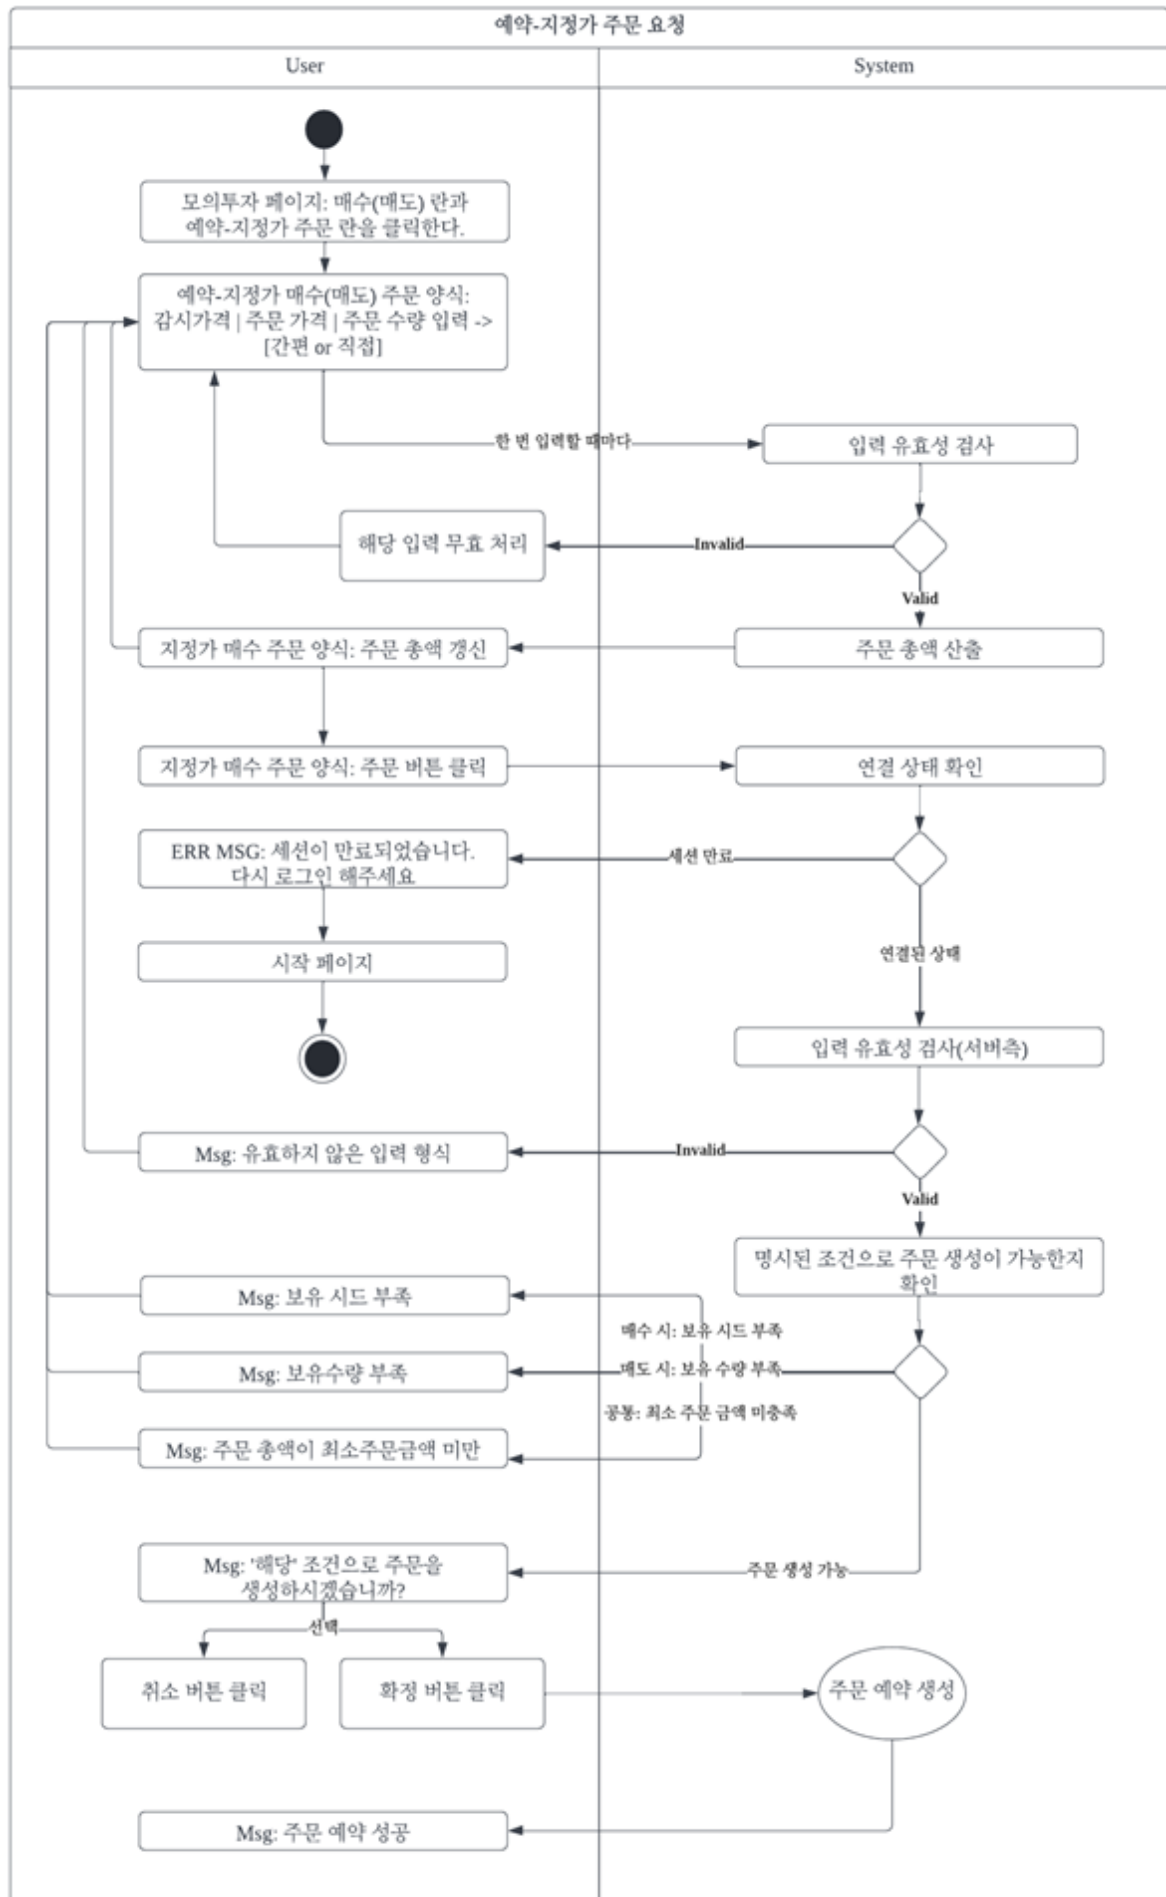 예약-지정가 주문 요청
User
System
모의투자 페이지: 매수(매도) 란과
예약-지정가 주문 란을 클릭한다.
예약-지정가 매수(매도) 주문 양식:
감시가격 | 주문 가격 | 주문 수량 입력 ->
[간편 or 직접]
한 번 입력할 때마다
입력 유효성 검사
해당 입력 무효 처리
Invalid
Valid
지정가 매수 주문 양식: 주문 총액 갱신
주문 총액 산출
지정가 매수 주문 양식: 주문 버튼 클릭
연결 상태 확인
ERR MSG: 세션이 만료되었습니다.
다시 로그인 해주세요
세션 만료
연결된 상태
시작 페이지
입력 유효성 검사(서버측)
Msg: 유효하지 않은 입력 형식
Invalid
Valid
명시된 조건으로 주문 생성이 가능한지
확인
Msg: 보유 시드 부족
매수 시: 보유 시드 부족
Msg: 보유수량 부족
매도 시: 보유 수량 부족
공통: 최소 주문 금액 미충족
Msg: 주문 총액이 최소주문금액 미만
Msg: '해당' 조건으로 주문을
생성하시겠습니까?
주문 생성 가능
선택
취소 버튼 클릭
확정 버튼 클릭
주문 예약 생성
Msg: 주문 예약 성공